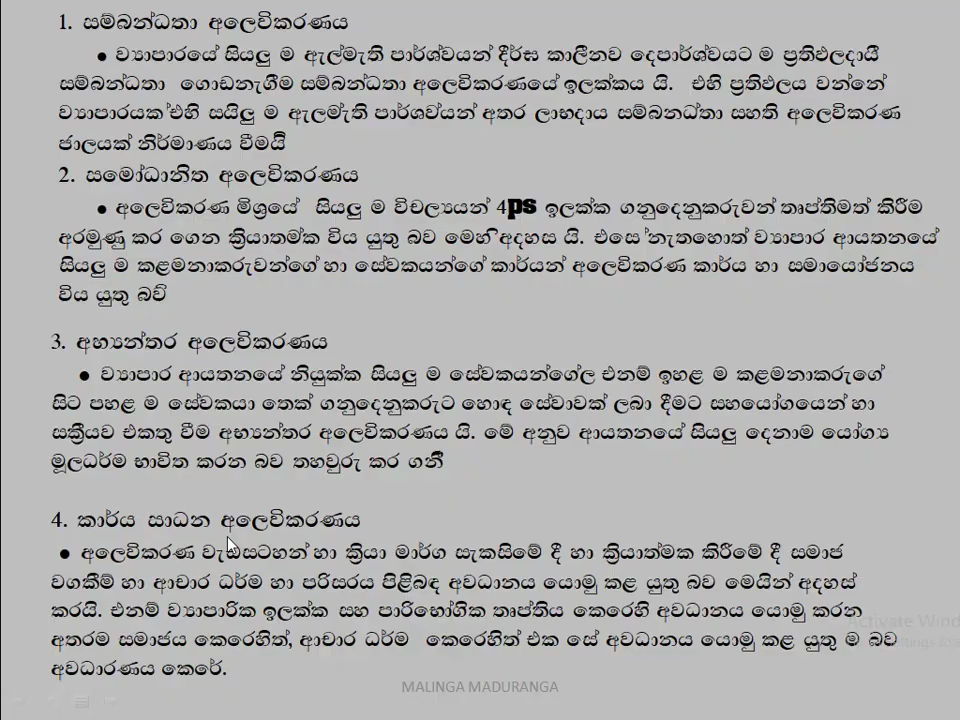 1. සම්බන්ධතා අලෙවිකරණය
• ව්‍යාපාරයේ සියලු ම ඇල්මැති පාර්ශ්වයන් දීර්ඝ කාලීනව දෙපාර්ශ්වයට ම ප්‍රතිඵලදායී
සම්බන්ධතා ගොඩනැගීම සම්බන්ධතා අලෙවිකරණයේ ඉලක්කය යි. එහි ප්‍රතිඵලය වන්නේ
ව්‍යාපාරයක් එහි සයිලු ම ඇලමැති පාර්ශවයන් අතර ලාභදාය සම්බන්ධතා සහති අලෙවිකරණ
ජාලයක් නිර්මාණය වීමයි
2. සමෝධානිත අලෙවිකරණය
• අලෙවිකරණ මිශ්‍රයේ සියලු ම විචල්‍යයන් 4ps ඉලක්ක ගනුදෙනුකරුවන් තෘප්තිමත් කිරීම
අරමුණු කර ගෙන ක්‍රියාත්මක විය යුතු බව මෙහි අදහස යි. එසේ නැතහොත් ව්‍යාපාර ආයතනයේ
සියලු ම කළමනාකරුවන්ගේ හා සේවකයන්ගේ කාර්යන් අලෙවිකරණ කාර්ය හා සමායෝජනය
විය යුතු බව්
3. අභ්‍යන්තර අලෙවිකරණය
• ව්‍යාපාර ආයතනයේ නියුක්ක සියලු ම සේවකයන්ගේල එනම් ඉහළ ම කළමනාකරුගේ
සිට පහළ ම සේවකයා තෙක් ගනුදෙනුකරුට හොඳ සේවාවක් ලබා දීමට සහයෝගයෙන් හා
සක්‍රීයව එකතු වීම අභ්‍යන්තර අලෙවිකරණය යි. මේ අනුව ආයතනයේ සියලු දෙනාම යෝග්‍ය
මූලධර්ම භාවිත කරන බව තහවුරු කර ගනී
4. කාර්ය සාධන අලෙවිකරණය
• අලෙවිකරණ වැඩසටහන් හා ක්‍රියා මාර්ග සැකසිමේ දී හා ක්‍රියාත්මක කිරීමේ දී සමාජ
වගකීම් හා ආචාර ධර්ම හා පරිසරය පිළිබඳ අවධානය යොමු කළ යුතු බව මෙයින් අදහස්
කරයි. එනම් ව්‍යාපාරික ඉලක්ක සහ පාරිභෝගික තෘප්තිය කෙරෙහි අවධානය යොමු කරන
අතරම සමාජය කෙරෙහිත්, ආචාර ධර්ම කෙරෙහිත් එක සේ අවධානය යොමු කළ යුතු ම බව
අවධාරණය කෙරේ.
Activate Wind
MALINGA MADURANGA